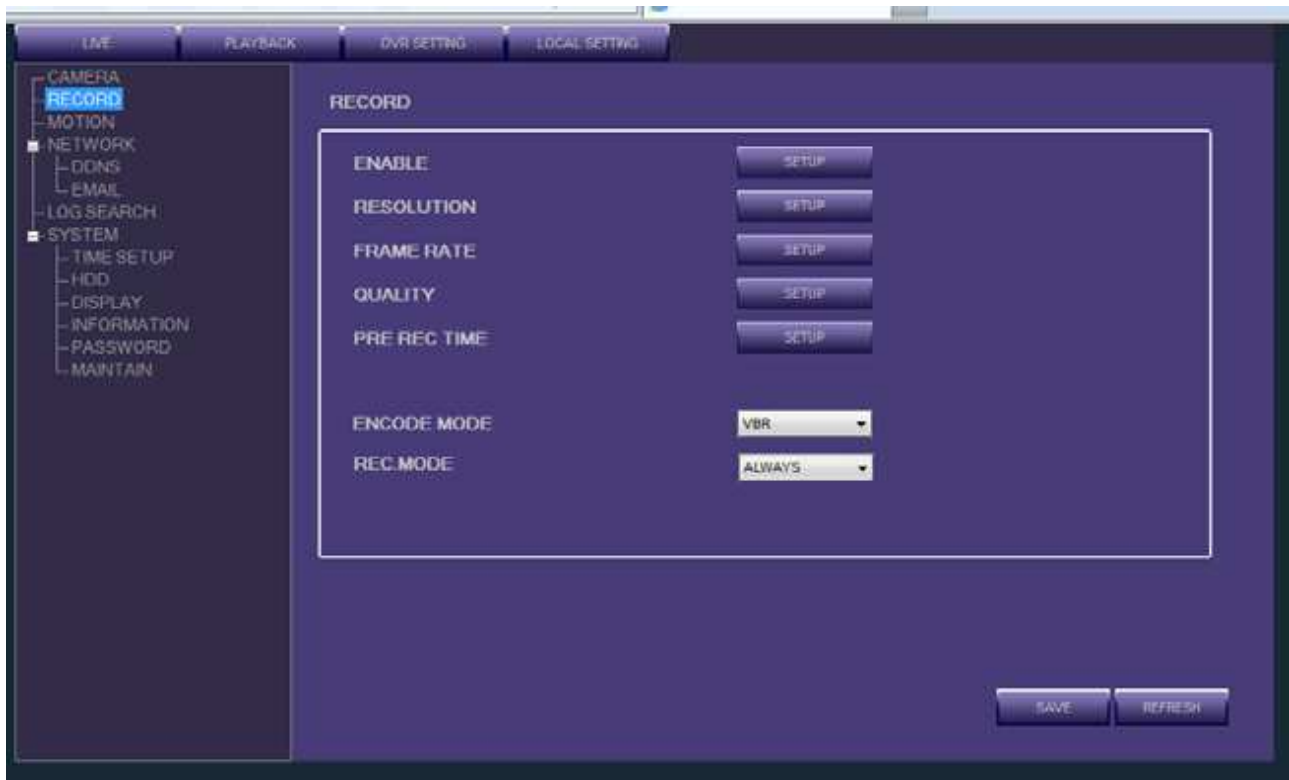 LIVE PLAYBACK DVR SETTING LOCAL SETTING
CAMERA
RECORD
MOTION
NETWORK
DDNS
EMAIL
LOG SEARCH
SYSTEM
TIME SETUP
HDD
DISPLAY
INFORMATION
PASSWORD
MAINTAIN
RECORD
ENABLE SETUP
RESOLUTION SETUP
FRAME RATE SETUP
QUALITY SETUP
PRE REC TIME SETUP
ENCODE MODE VBR
REC.MODE ALWAYS
SAVE REFRESH